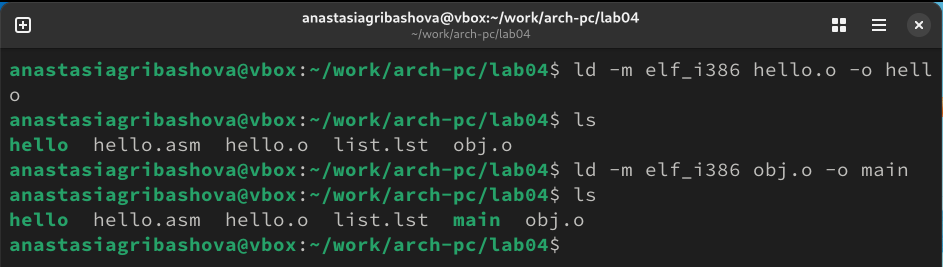 anastasiagribashova@vbox:~/work/arch-pc/lab04
~/work/arch-pc/lab04
anastasiagribashova@vbox:~/work/arch-pc/lab04$ ld -m elf_i386 hello.o -o hell
o
anastasiagribashova@vbox:~/work/arch-pc/lab04$ ls
hello  hello.asm  hello.o  list.lst  obj.o
anastasiagribashova@vbox:~/work/arch-pc/lab04$ ld -m elf_i386 obj.o -o main
anastasiagribashova@vbox:~/work/arch-pc/lab04$ ls
hello  hello.asm  hello.o  list.lst  main  obj.o
anastasiagribashova@vbox:~/work/arch-pc/lab04$